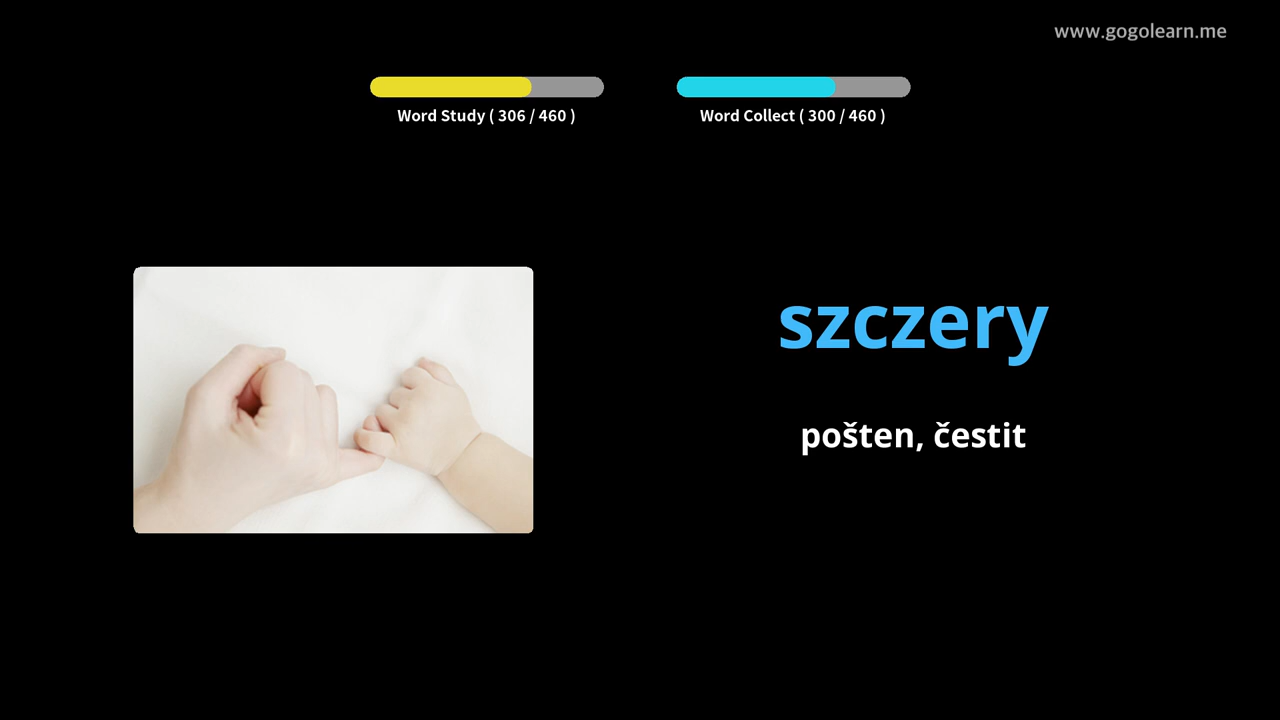 www.gogolearn.me
Word Study ( 306 / 460 )
Word Collect ( 300 / 460 )
szczery
pošten, čestit